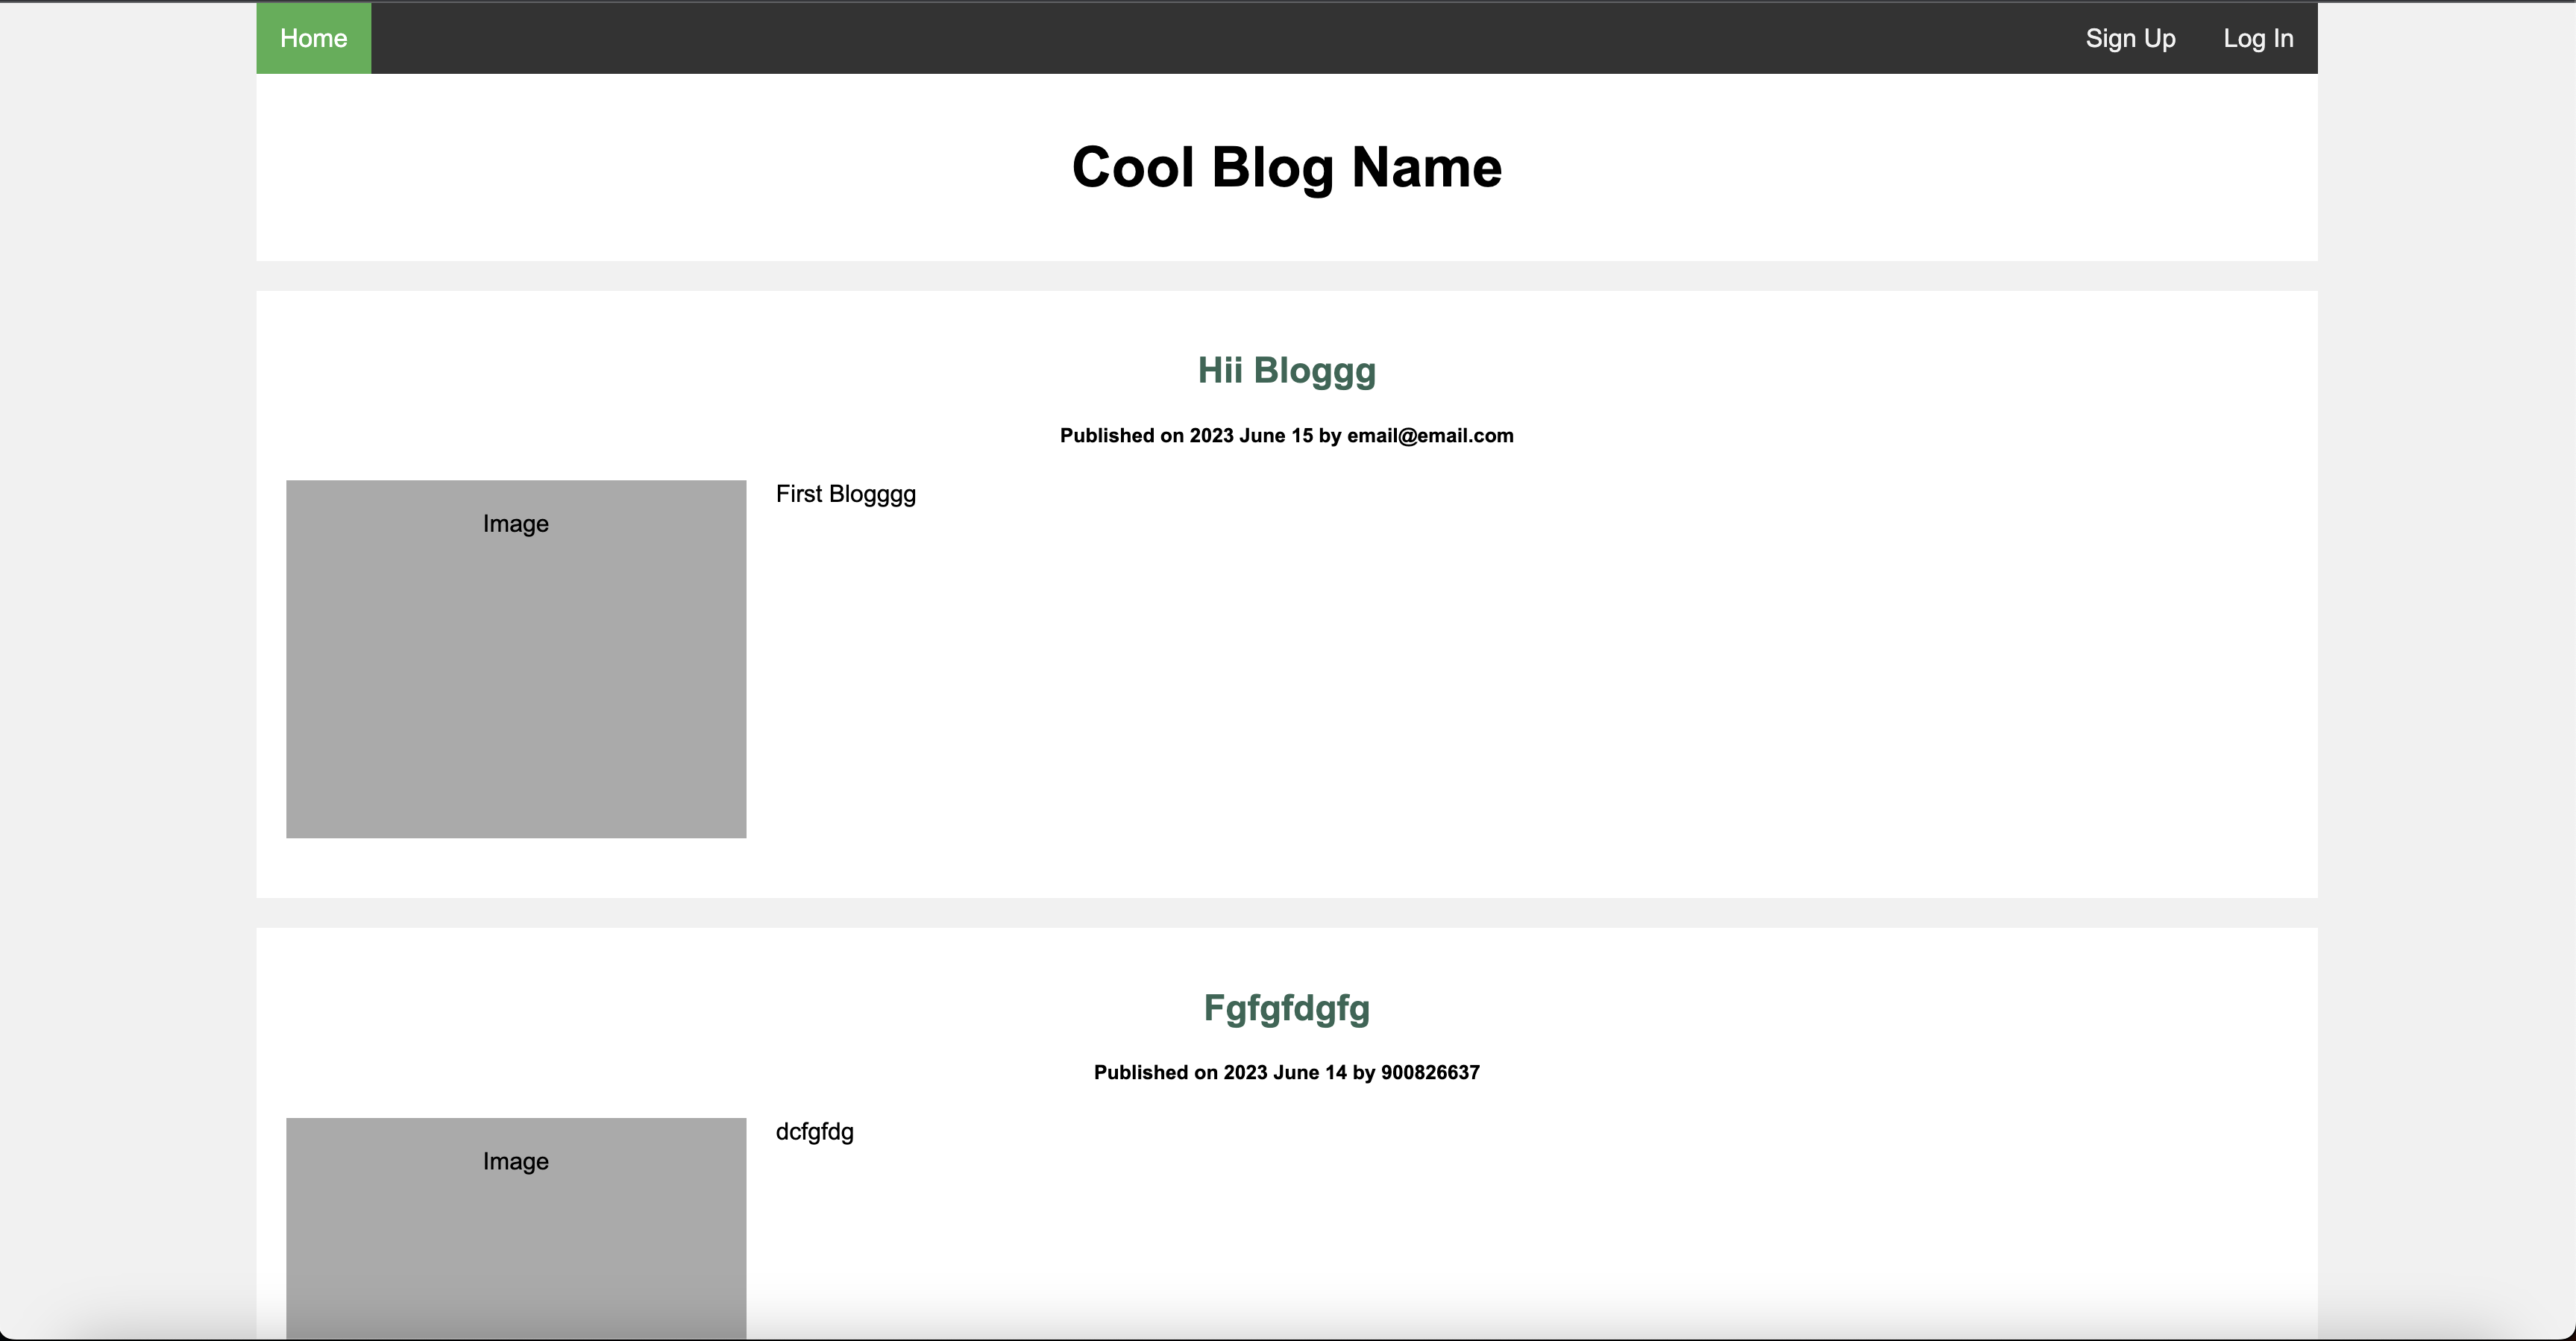 Home Sign Up Log In
Cool Blog Name
Hii Bloggg
Published on 2023 June 15 by email@email.com
Image
First Blogggg
Fgfgfdgfg
Published on 2023 June 14 by 900826637
Image
dcfgfdg